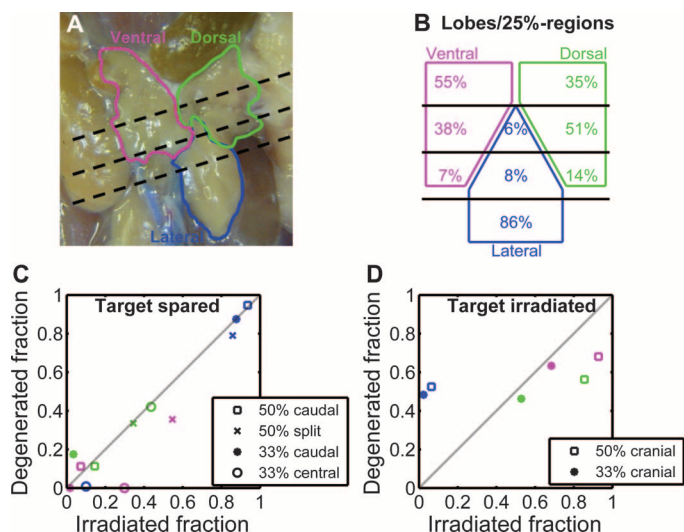 A
Ventral
Dorsal
Lateral
B Lobes/25%-regions
Ventral Dorsal
55% 35%
38% 6% 51%
7% 8% 14%
86%
Lateral
C
Target spared
Degenerated fraction
1
0.8
0.6
0.4
0.2
0
0 0.2 0.4 0.6 0.8 1
Irradiated fraction
50% caudal
50% split
33% caudal
33% central
D
Target irradiated
Degenerated fraction
1
0.8
0.6
0.4
0.2
0
0 0.2 0.4 0.6 0.8 1
Irradiated fraction
50% cranial
33% cranial